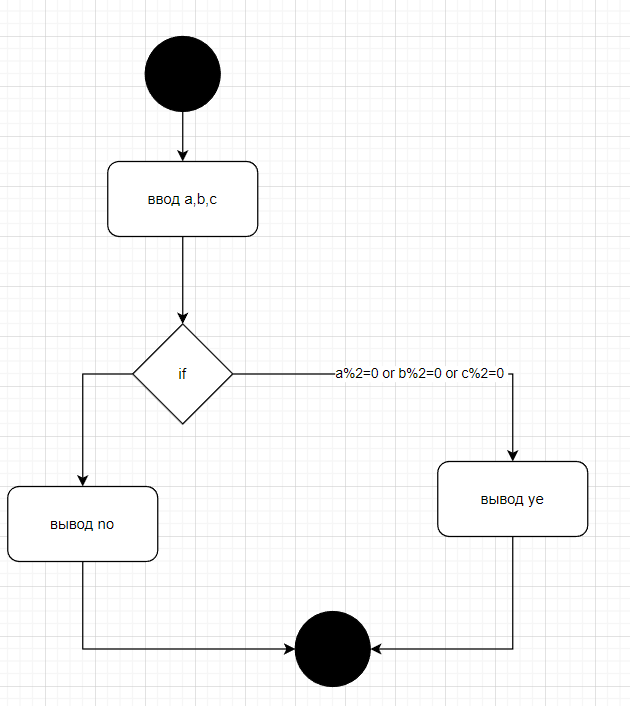 ввод a,b,c
if
a%2=0 or b%2=0 or c%2=0
вывод ye
вывод no